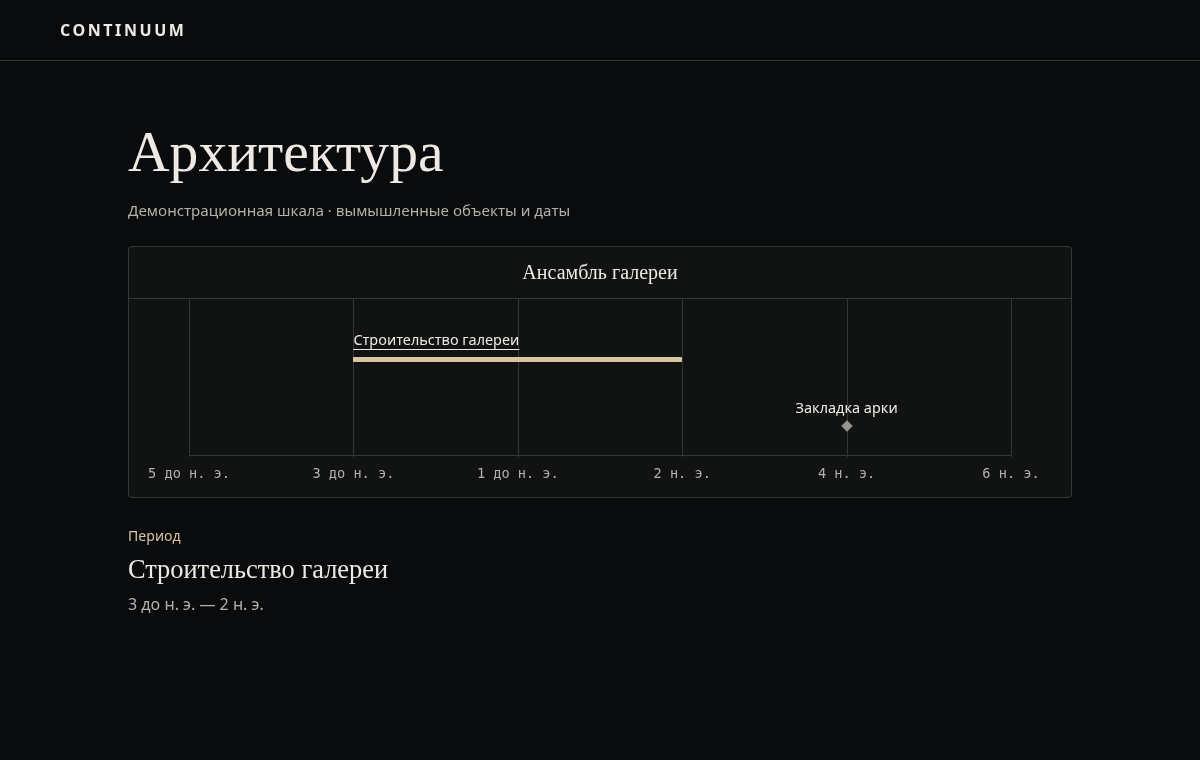 CONTINUUM
Архитектура
Демонстрационная шкала · вымышленные объекты и даты
Ансамбль галереи
Строительство галереи
Закладка арки
5 до н. э. 3 до н. э. 1 до н. э. 2 н. э. 4 н. э. 6 н. э.
Период
Строительство галереи
3 до н. э. — 2 н. э.